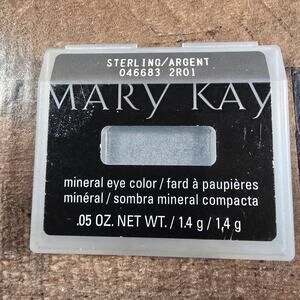 STERLING/ARGENT
046683 2R01
MARY KAY
mineral eye color / fard à paupières
minéral / sombra mineral compacta
.05 OZ. NET WT. / 1.4 g / 1,4 g